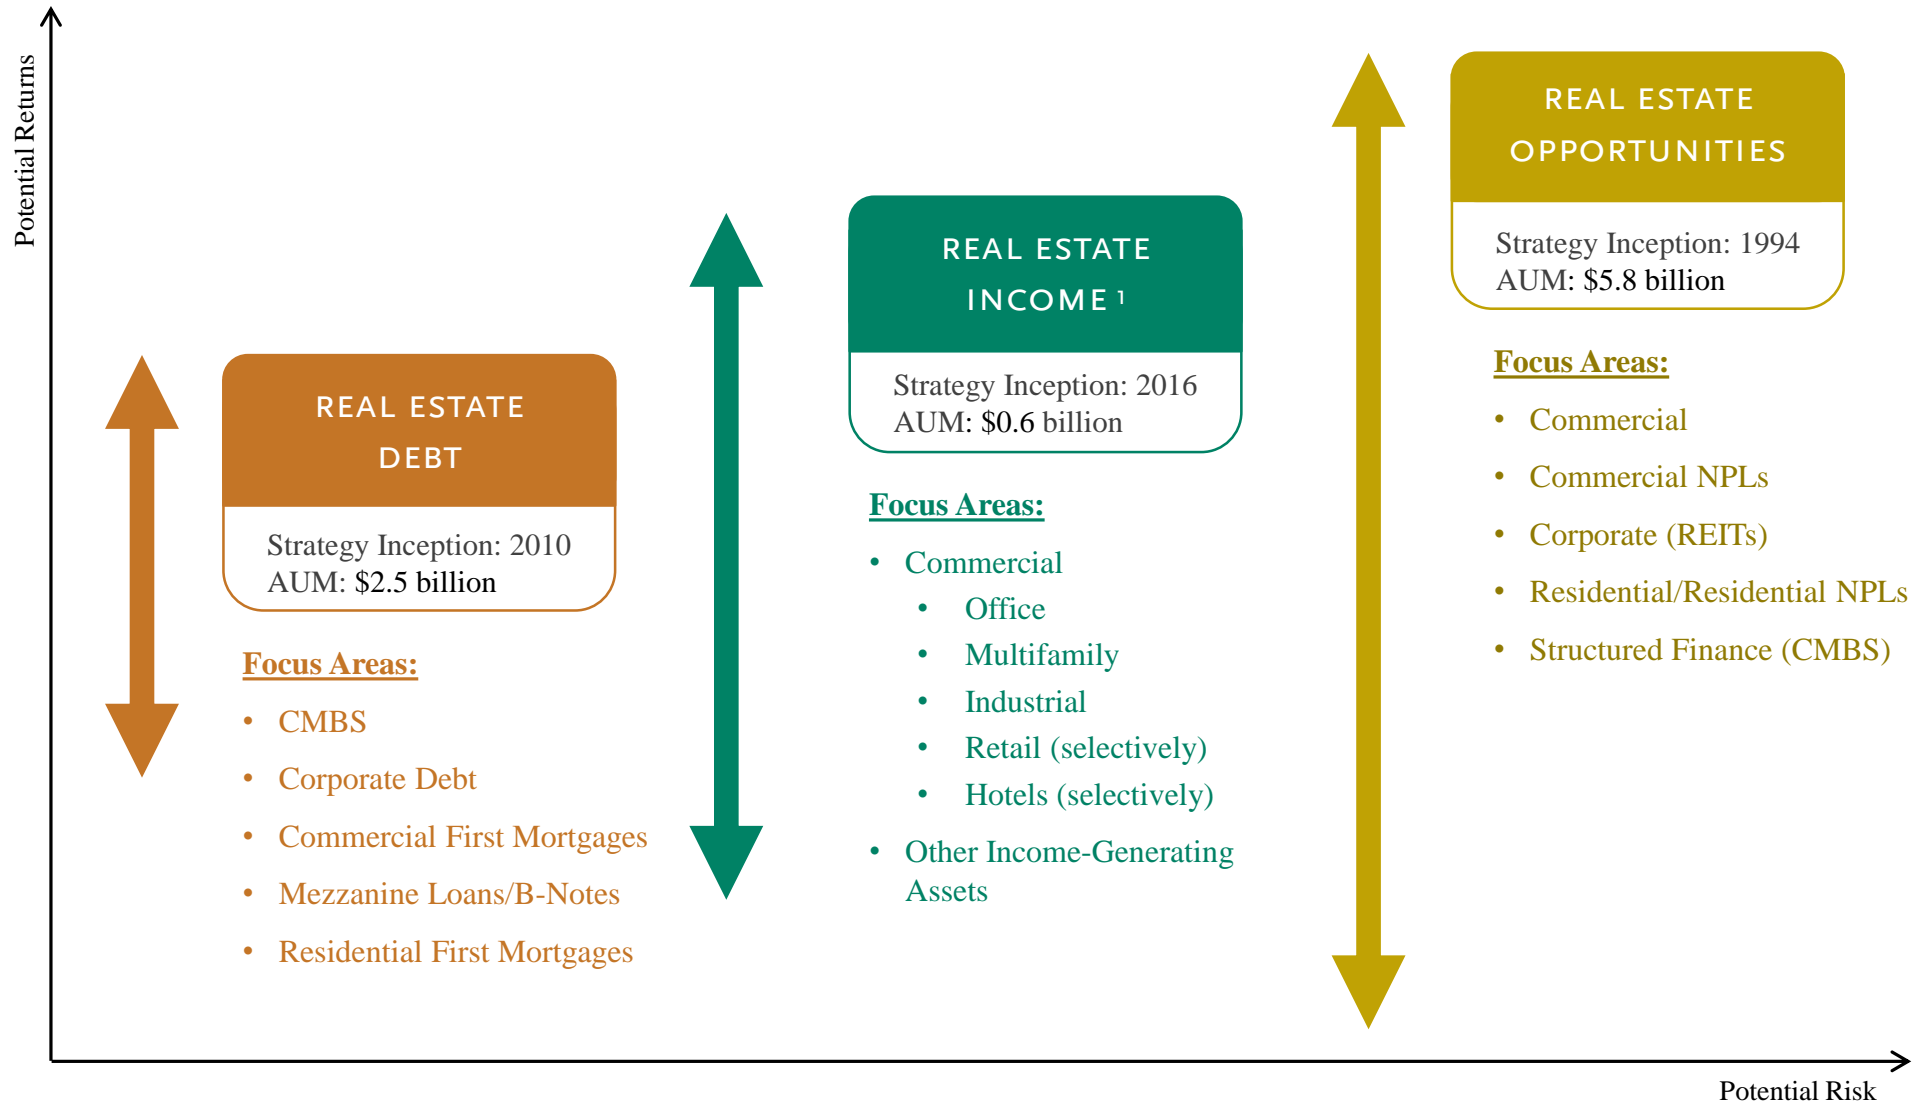 Potential Returns
REAL ESTATE
DEBT
Strategy Inception: 2010
AUM: $2.5 billion
Focus Areas:
• CMBS
• Corporate Debt
• Commercial First Mortgages
• Mezzanine Loans/B-Notes
• Residential First Mortgages
REAL ESTATE
INCOME ¹
Strategy Inception: 2016
AUM: $0.6 billion
Focus Areas:
• Commercial
• Office
• Multifamily
• Industrial
• Retail (selectively)
• Hotels (selectively)
• Other Income-Generating
Assets
REAL ESTATE
OPPORTUNITIES
Strategy Inception: 1994
AUM: $5.8 billion
Focus Areas:
• Commercial
• Commercial NPLs
• Corporate (REITs)
• Residential/Residential NPLs
• Structured Finance (CMBS)
Potential Risk